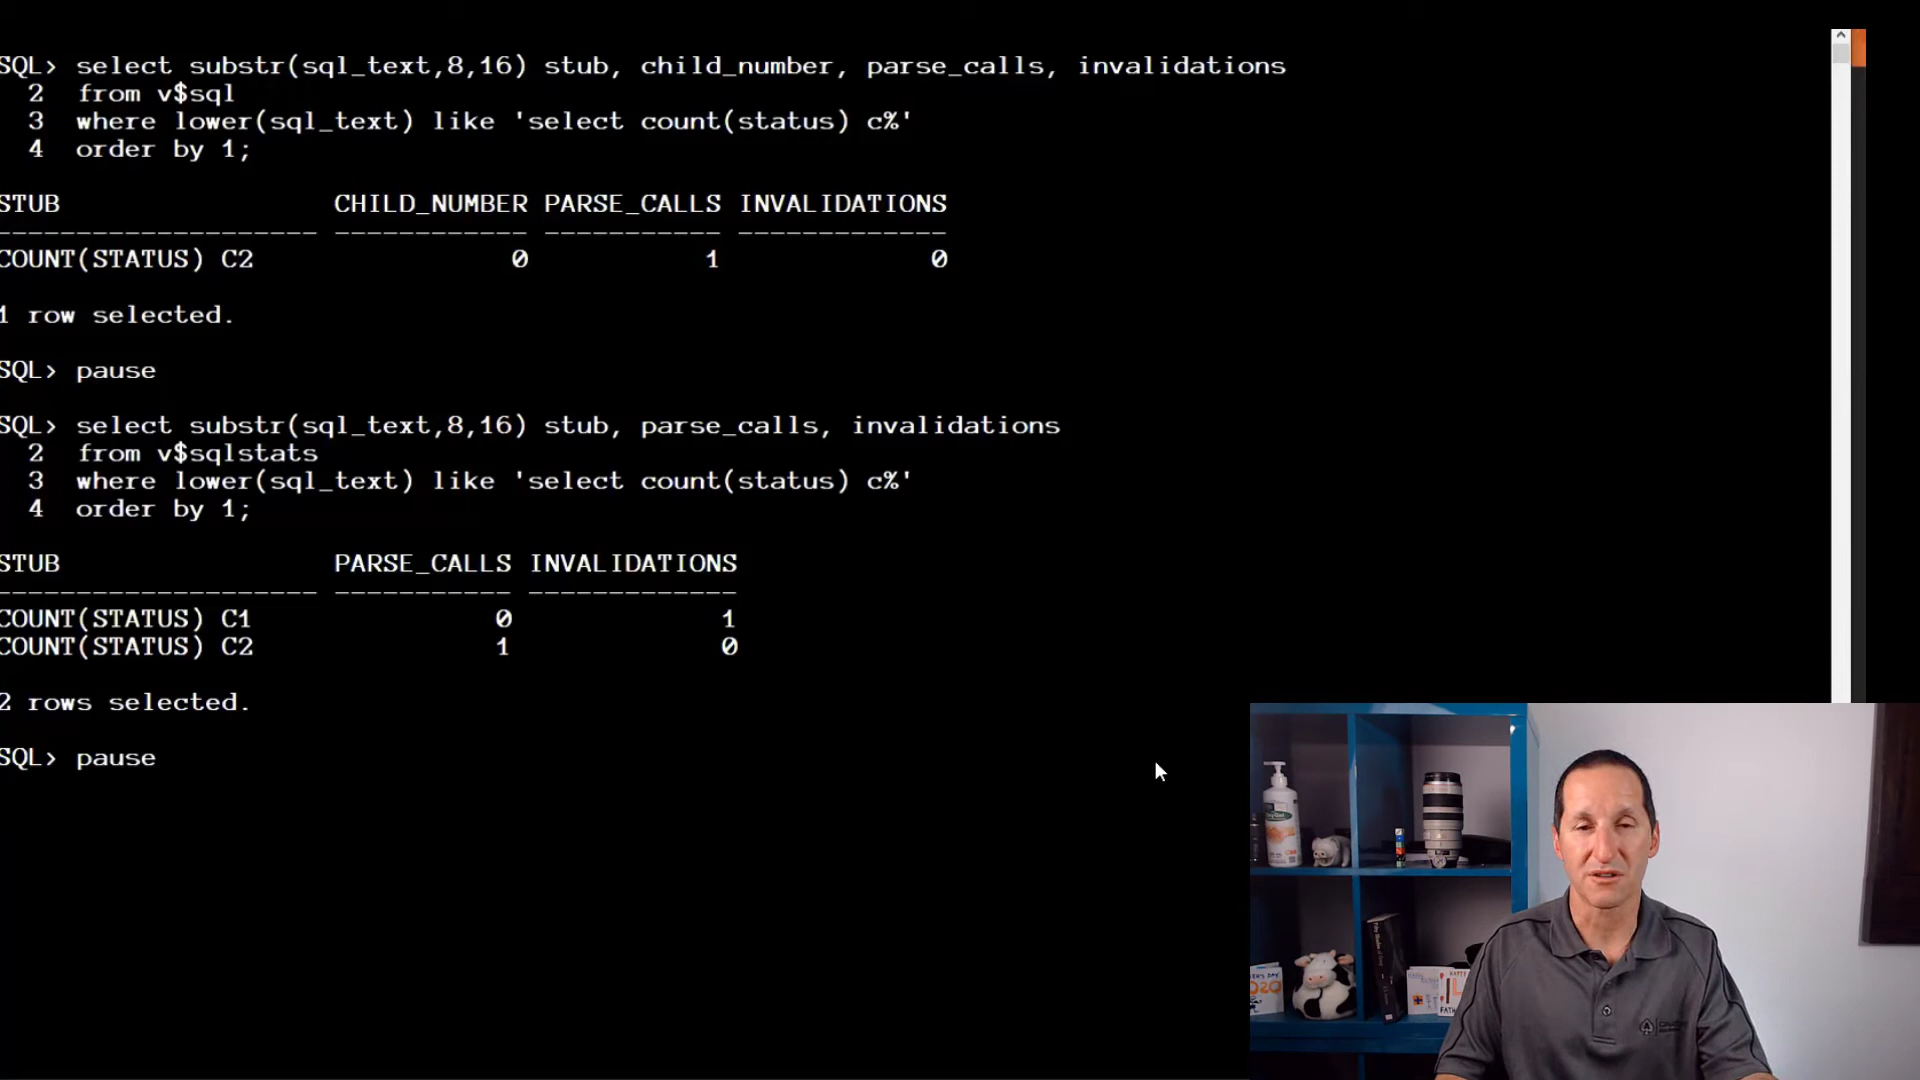 SQL> select substr(sql_text,8,16) stub, child_number, parse_calls, invalidations
2 from v$sql
3 where lower(sql_text) like 'select count(status) c%'
4 order by 1;
STUB CHILD_NUMBER PARSE_CALLS INVALIDATIONS
-------------------- ------------ ----------- -------------
COUNT(STATUS) C2 0 1 0
1 row selected.
SQL> pause
SQL> select substr(sql_text,8,16) stub, parse_calls, invalidations
2 from v$sqlstats
3 where lower(sql_text) like 'select count(status) c%'
4 order by 1;
STUB PARSE_CALLS INVALIDATIONS
-------------------- ----------- -------------
COUNT(STATUS) C1 0 1
COUNT(STATUS) C2 1 0
2 rows selected.
SQL> pause